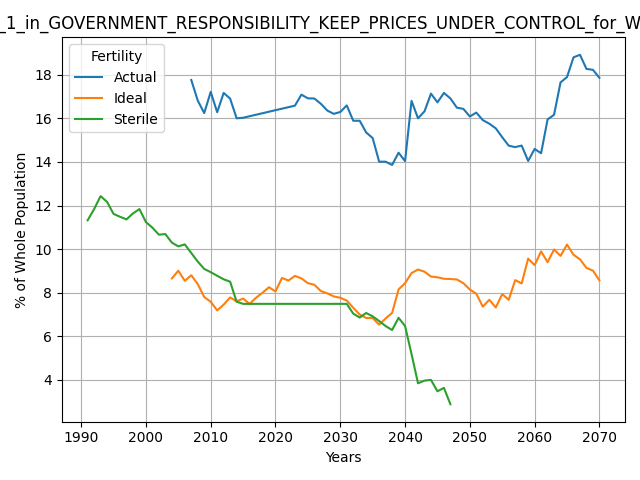 _1_in_GOVERNMENT_RESPONSIBILITY_KEEP_PRICES_UNDER_CONTROL_for_W
Fertility
Actual
Ideal
Sterile
% of Whole Population
18
16
14
12
10
8
6
4
1990 2000 2010 2020 2030 2040 2050 2060 2070
Years